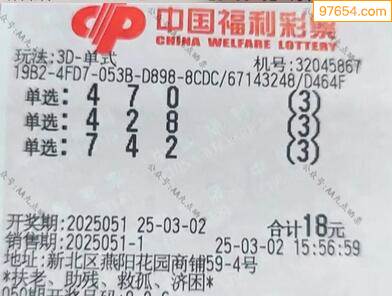 97654.com
中国福利彩票
CHINA WELFARE LOTTERY
玩法:3D-单式
机号:32045867
19B2-4FD7-053B-D898-8CDC/67143248/D464F
单选: 4 7 0 (3)
单选: 4 2 8 (3)
单选: 7 4 2 (3)
开奖期:2025051 25-03-02 合计18元
销售期:2025051-1 25-03-02 15:56:59
地址:新北区燕阳花园商铺59-4号
*扶老、助残、救孤、济困*